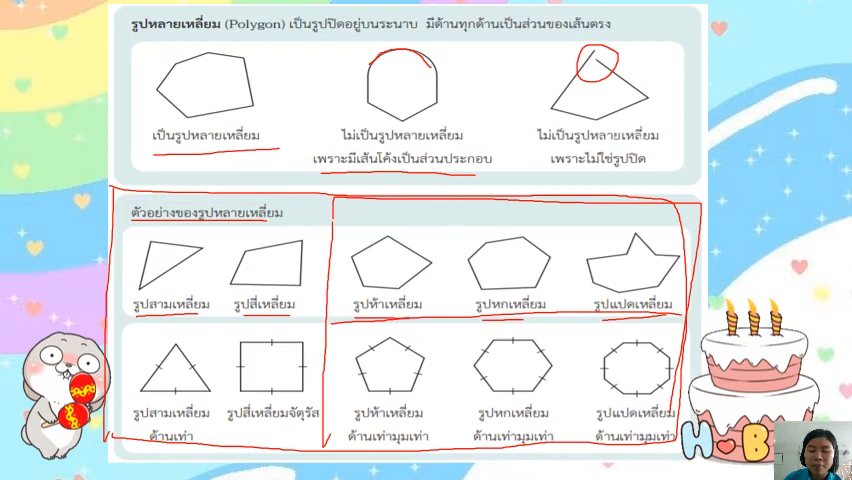 รูปหลายเหลี่ยม (Polygon) เป็นรูปปิดอยู่บนระนาบ มีด้านทุกด้านเป็นส่วนของเส้นตรง
เป็นรูปหลายเหลี่ยม
ไม่เป็นรูปหลายเหลี่ยม
เพราะมีเส้นโค้งเป็นส่วนประกอบ
ไม่เป็นรูปหลายเหลี่ยม
เพราะไม่ใช่รูปปิด
ตัวอย่างของรูปหลายเหลี่ยม
รูปสามเหลี่ยม
รูปสี่เหลี่ยม
รูปห้าเหลี่ยม
รูปหกเหลี่ยม
รูปแปดเหลี่ยม
รูปสามเหลี่ยม
ด้านเท่า
รูปสี่เหลี่ยมจัตุรัส
รูปห้าเหลี่ยม
ด้านเท่ามุมเท่า
รูปหกเหลี่ยม
ด้านเท่ามุมเท่า
รูปแปดเหลี่ยม
ด้านเท่ามุมเท่า
H B